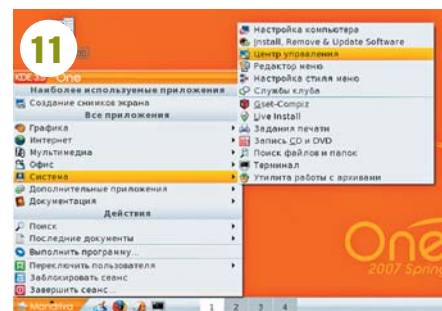 11
KDE 3.5 One
Наиболее используемые приложения
Создание снимков экрана
Все приложения
Графика
Интернет
Мультимедиа
Офис
Система
Дополнительные приложения
Документация
Действия
Поиск
Последние документы
Выполнить программу...
Переключить пользователя
Заблокировать сеанс
Завершить сеанс...
Настройка компьютера
Install, Remove & Update Software
Центр управления
Редактор меню
Настройка стиля меню
Службы клуба
Gset-Compiz
Live Install
Задания печати
Запись CD и DVD
Поиск файлов и папок
Терминал
Утилита работы с архивами
One
2007 Spring
Mandriva
1 2 3 4